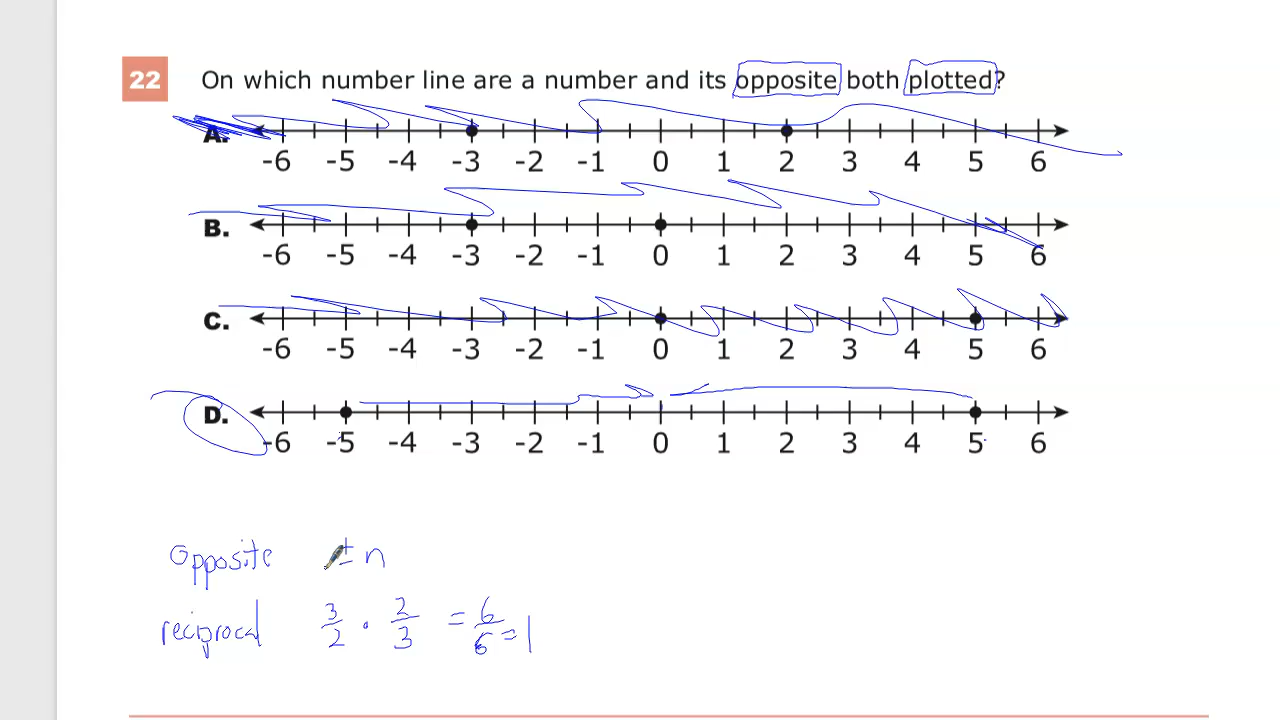 22 On which number line are a number and its opposite both plotted?
A.
-6 -5 -4 -3 -2 -1 0 1 2 3 4 5 6
B.
-6 -5 -4 -3 -2 -1 0 1 2 3 4 5 6
C.
-6 -5 -4 -3 -2 -1 0 1 2 3 4 5 6
D.
-6 -5 -4 -3 -2 -1 0 1 2 3 4 5 6
Opposite ± n
reciprocal 3/2 · 2/3 = 6/6 = 1